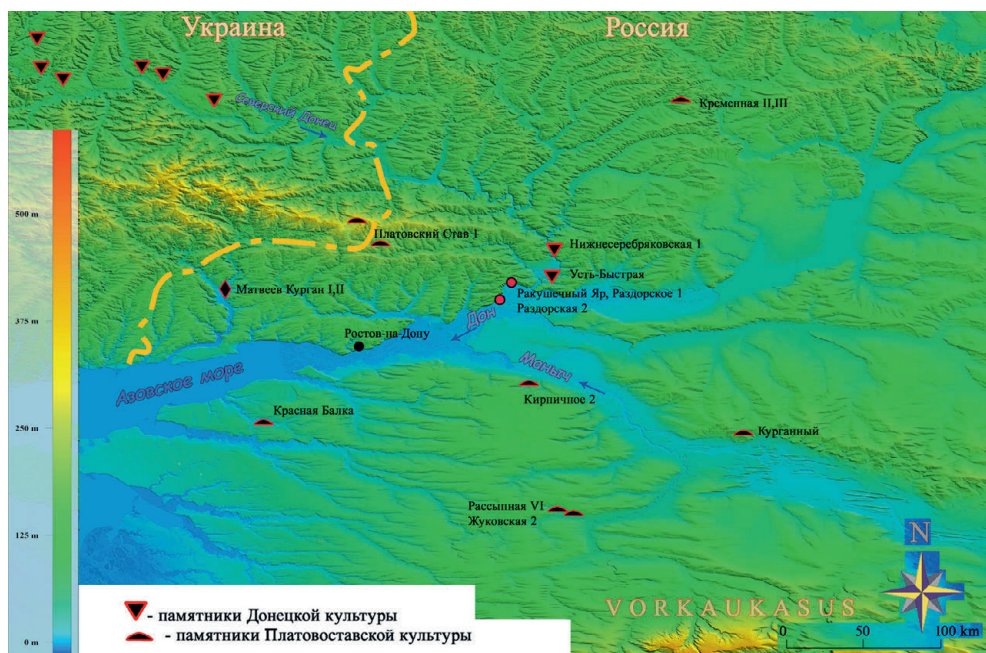 Украина
Россия
Северский Донец
Кременная II,III
500 m
Платовский Став 1
Нижнесеребряковская 1
Усть-Быстрая
Матвеев Курган I,II
Ракушечный Яр, Раздорское 1
Раздорская 2
375 m
Дон
Ростов-на-Дону
Маныч
Азовское море
Кирпичное 2
Красная Балка
250 m
Курганный
Рассыпная VI
Жуковская 2
125 m
N
- памятники Донецкой культуры
- памятники Платовоставской культуры
VORKAUKASUS
0 50 100 km
0 m